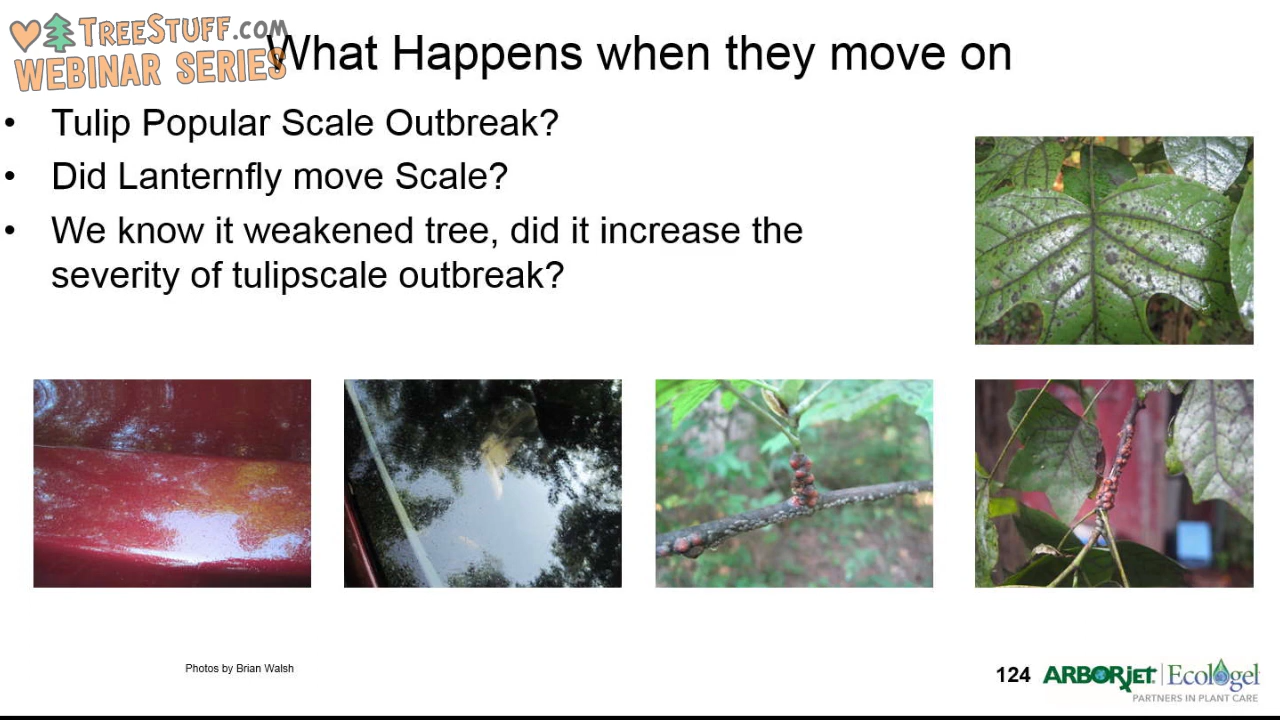 TREESTUFF.COM
WEBINAR SERIES
What Happens when they move on
• Tulip Popular Scale Outbreak?
• Did Lanternfly move Scale?
• We know it weakened tree, did it increase the
severity of tulipscale outbreak?
Photos by Brian Walsh
124
ARBORjET
Ecologel
PARTNERS IN PLANT CARE